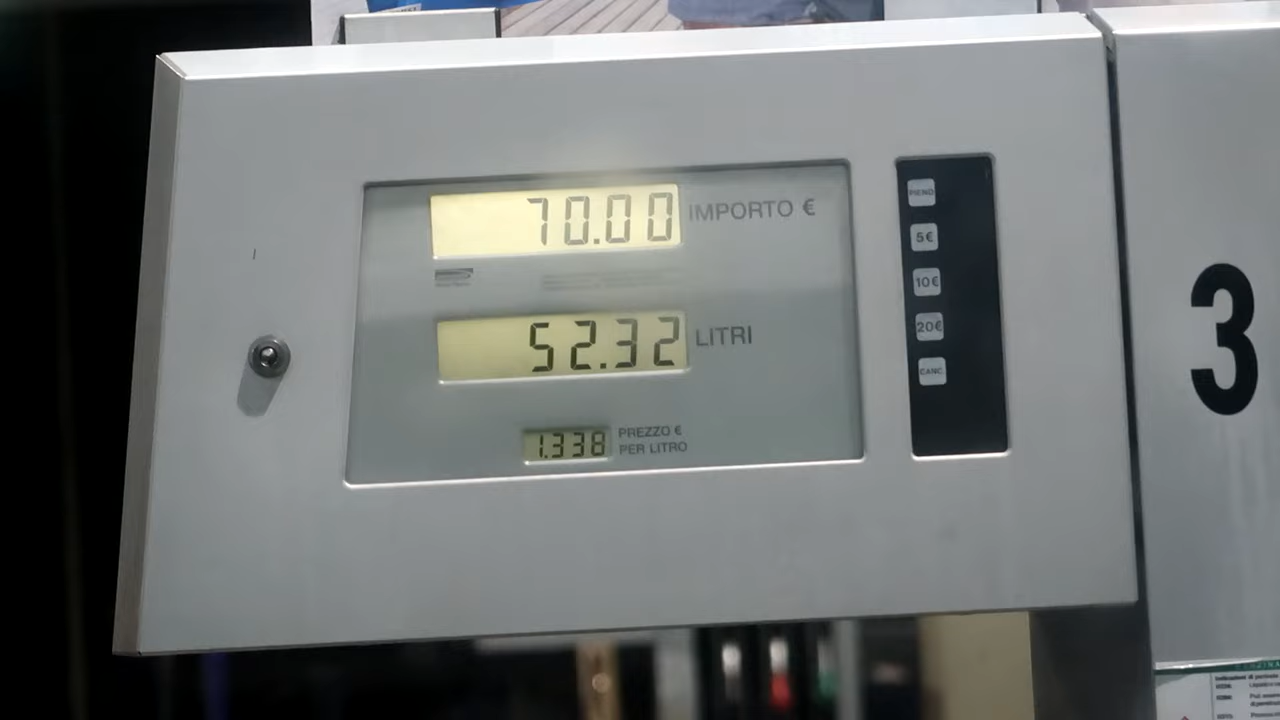 70.00 IMPORTO €
52.32 LITRI
1.338 PREZZO €
PER LITRO
PIENO
5€
10€
20€
CANC.
3